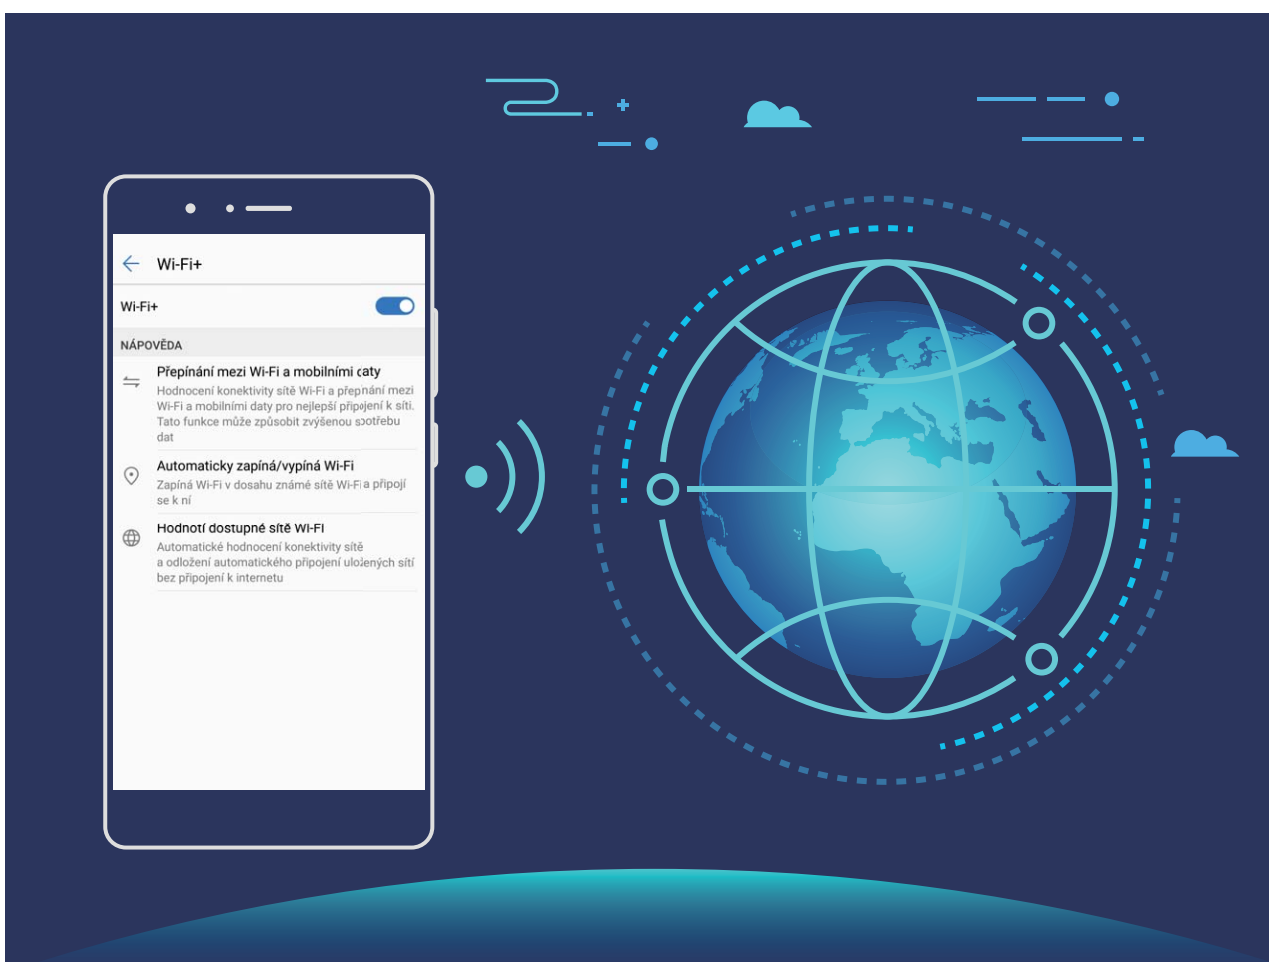 Wi-Fi+
Wi-Fi+
NÁPOVĚDA
Přepínání mezi Wi-Fi a mobilními daty
Hodnocení konektivity sítě Wi-Fi a přepínání mezi
Wi-Fi a mobilními daty pro nejlepší připojení k síti.
Tato funkce může způsobit zvýšenou spotřebu
dat
Automaticky zapíná/vypíná Wi-Fi
Zapíná Wi-Fi v dosahu známé sítě Wi-Fi a připojí
se k ní
Hodnotí dostupné sítě Wi-Fi
Automatické hodnocení konektivity sítě
a odložení automatického připojení uložených sítí
bez připojení k internetu